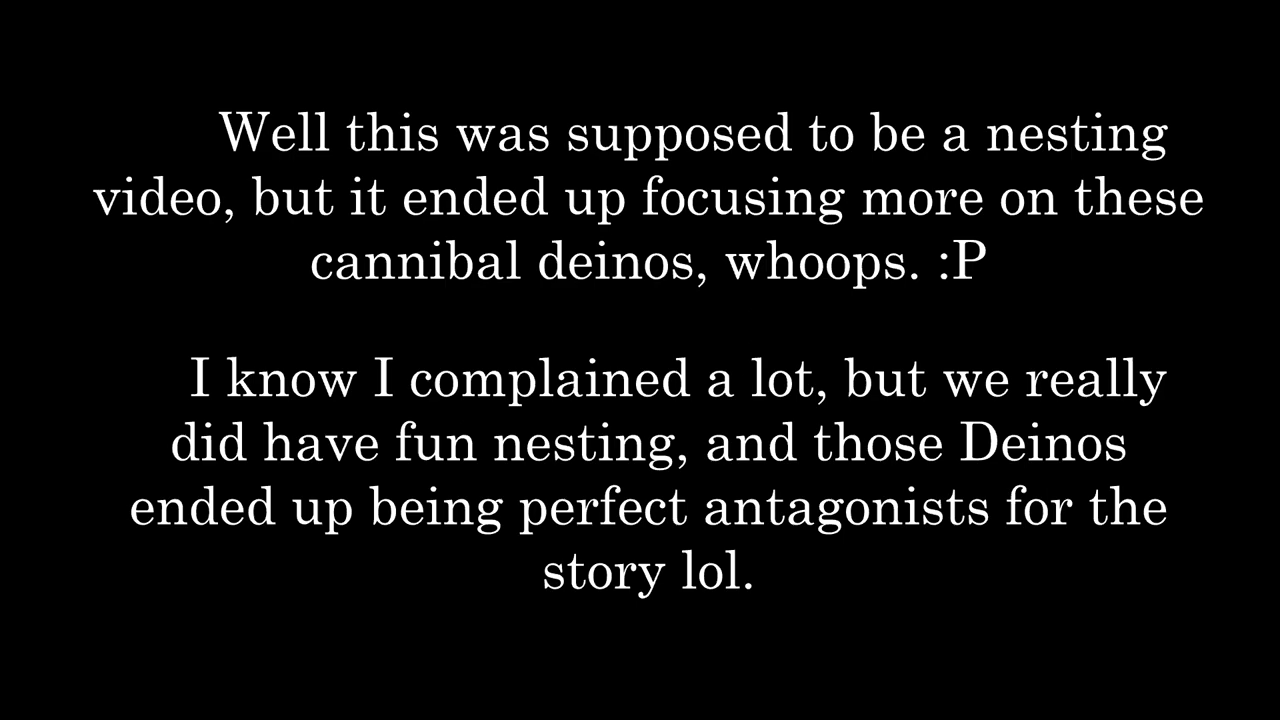 Well this was supposed to be a nesting
video, but it ended up focusing more on these
cannibal deinos, whoops. :P
I know I complained a lot, but we really
did have fun nesting, and those Deinos
ended up being perfect antagonists for the
story lol.